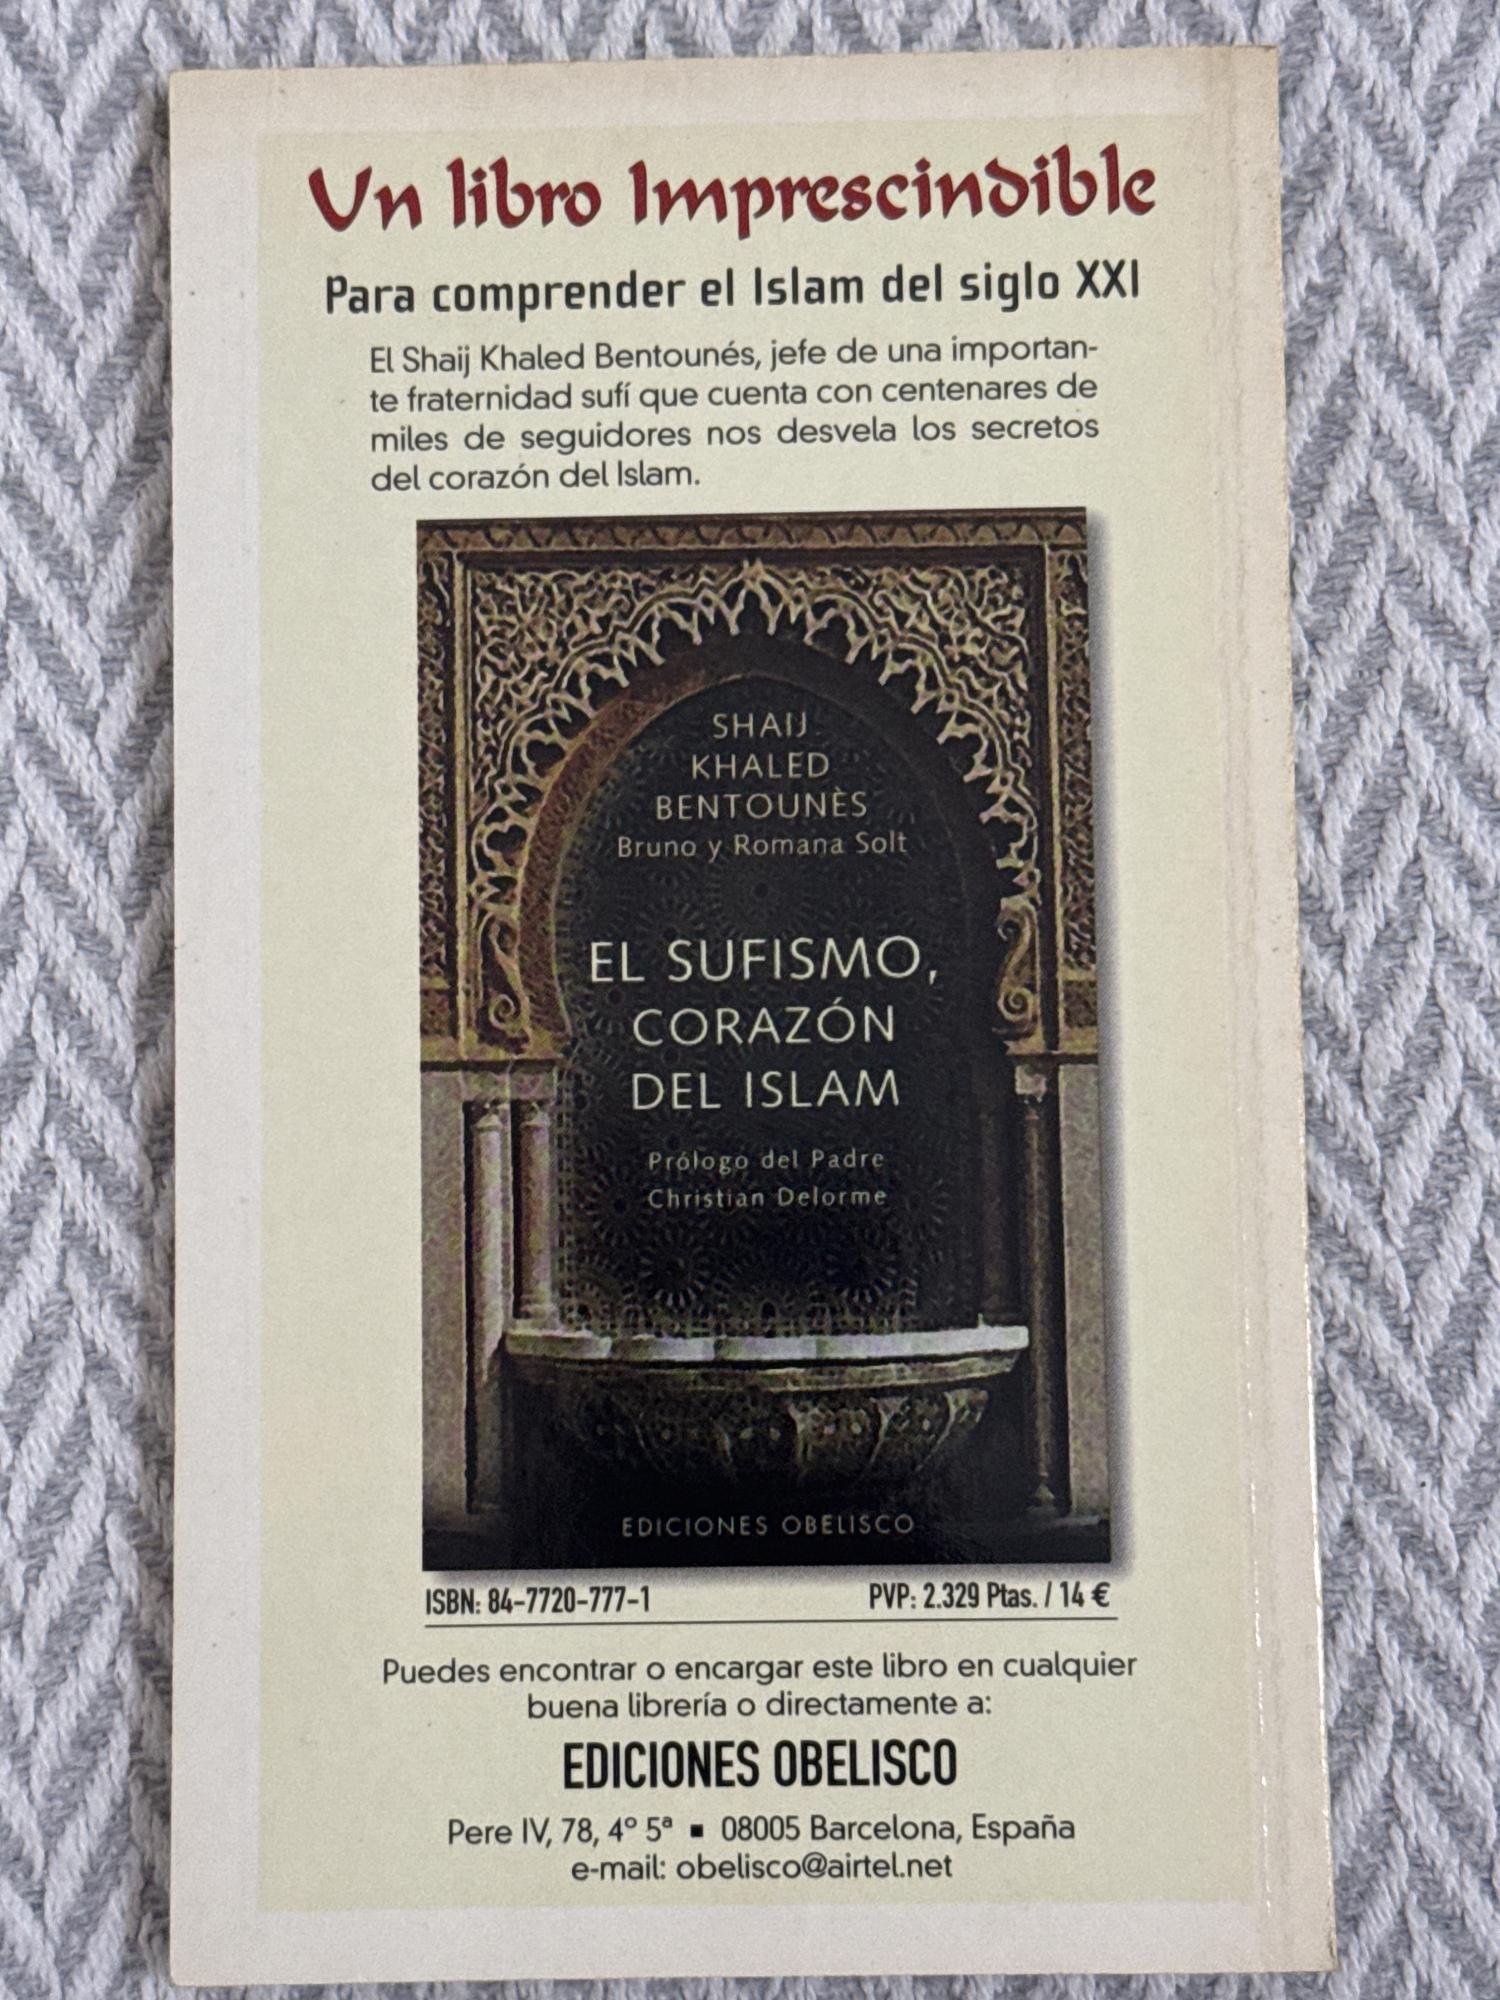 Un libro Imprescindible
Para comprender el Islam del siglo XXI
El Shaij Khaled Bentounés, jefe de una importan-
te fraternidad sufí que cuenta con centenares de
miles de seguidores nos desvela los secretos
del corazón del Islam.
SHAIJ
KHALED
BENTOUNÈS
Bruno y Romana Solt
EL SUFISMO,
CORAZÓN
DEL ISLAM
Prólogo del Padre
Christian Delorme
EDICIONES OBELISCO
ISBN: 84-7720-777-1 PVP: 2.329 Ptas. / 14 €
Puedes encontrar o encargar este libro en cualquier
buena librería o directamente a:
EDICIONES OBELISCO
Pere IV, 78, 4º 5ª ▪ 08005 Barcelona, España
e-mail: obelisco@airtel.net